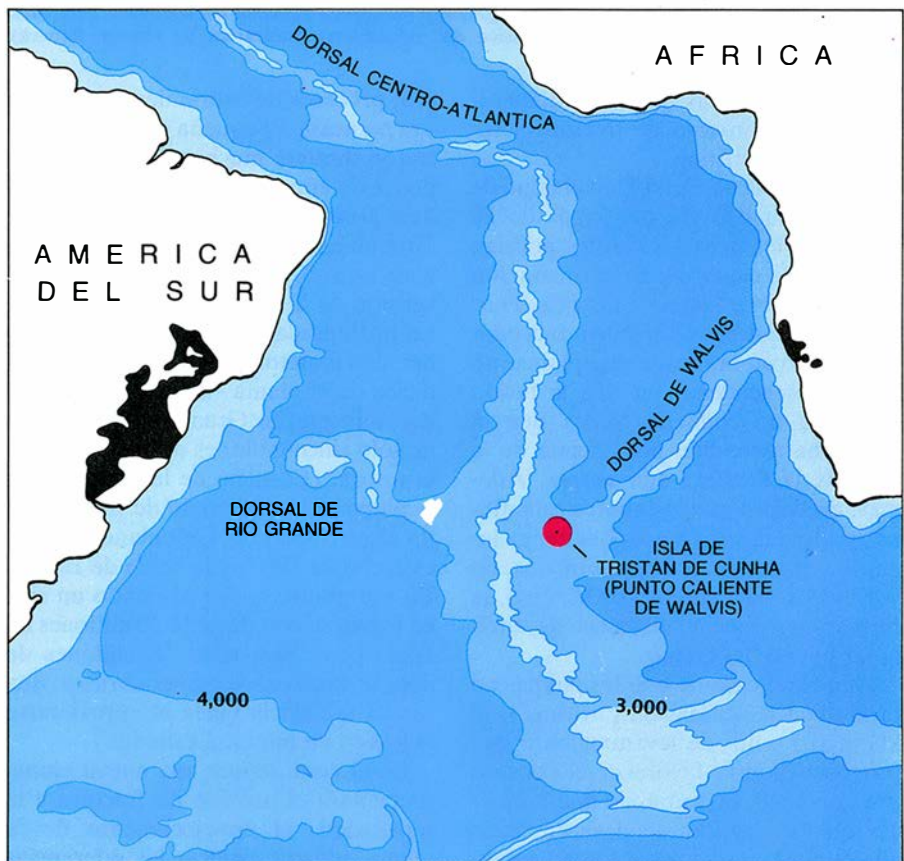 DORSAL CENTRO-ATLANTICA
AFRICA
AMERICA
DEL SUR
DORSAL DE WALVIS
DORSAL DE
RIO GRANDE
ISLA DE
TRISTAN DE CUNHA
(PUNTO CALIENTE
DE WALVIS)
4,000
3,000